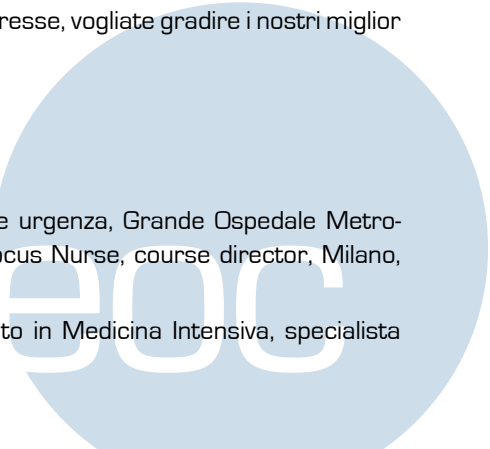 resse, vogliate gradire i nostri miglior
e urgenza, Grande Ospedale Metro-
ocus Nurse, course director, Milano,
to in Medicina Intensiva, specialista
eoc